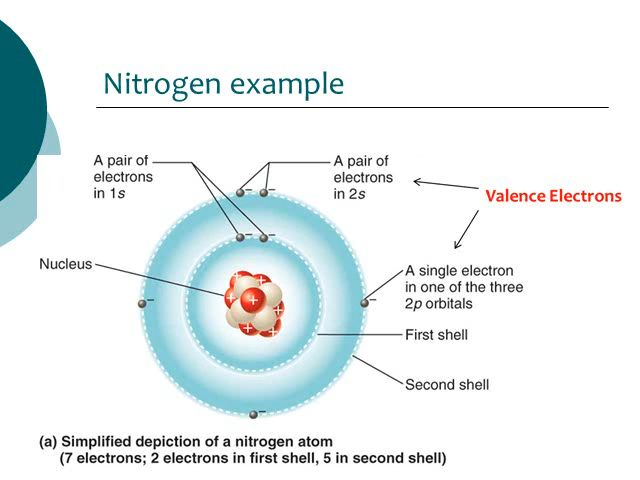 Nitrogen example
A pair of
electrons
in 1s
A pair of
electrons
in 2s
Valence Electrons
Nucleus
A single electron
in one of the three
2p orbitals
First shell
Second shell
(a) Simplified depiction of a nitrogen atom
(7 electrons; 2 electrons in first shell, 5 in second shell)